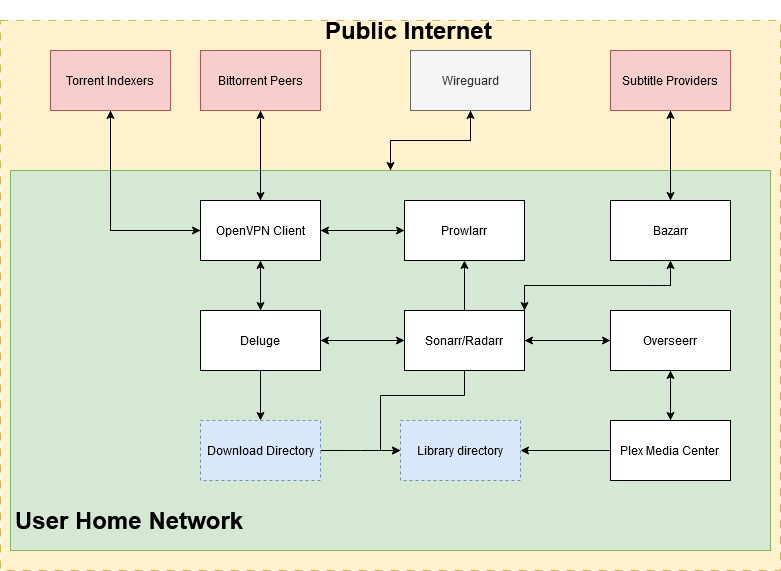 Public Internet
Torrent Indexers
Bittorrent Peers
Wireguard
Subtitle Providers
OpenVPN Client
Prowlarr
Bazarr
Deluge
Sonarr/Radarr
Overseerr
Download Directory
Library directory
Plex Media Center
User Home Network